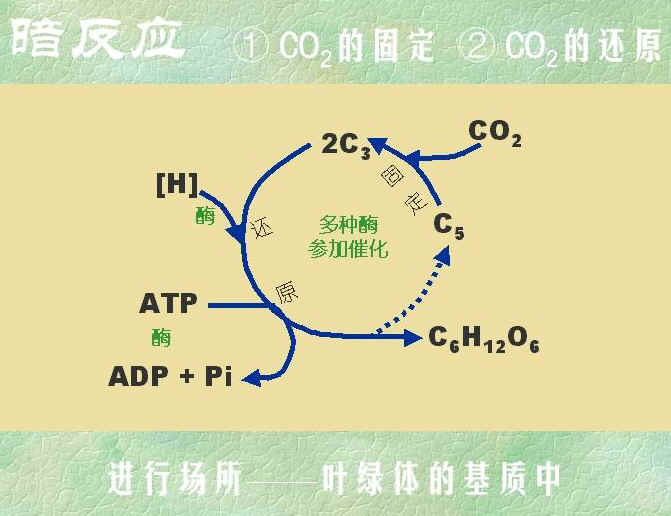 暗反应 ① CO₂的固定 ② CO₂的还原
CO₂
2C₃
固定
[H]
酶
还原
多种酶
参加催化
C₅
ATP
酶
C₆H₁₂O₆
ADP + Pi
进行场所——叶绿体的基质中